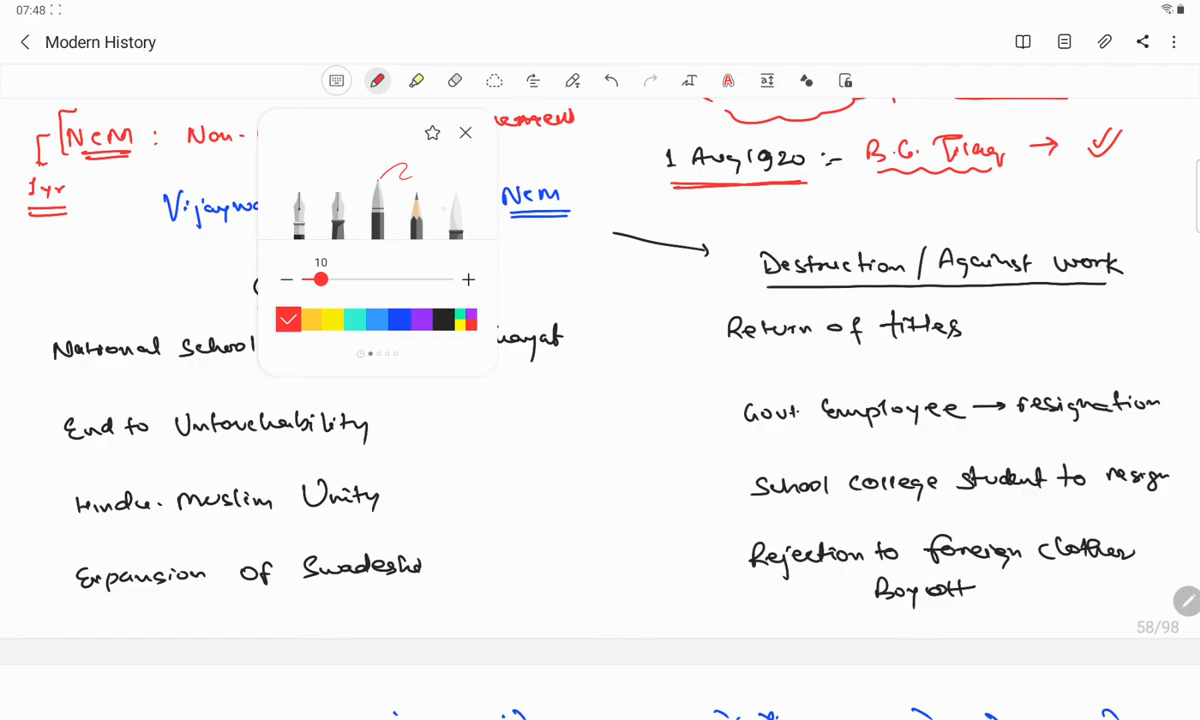 07:48
Modern History
[[NCM : Non-
1yr
Vijayw
NCM
1 Aug 1920 :- B.G. Tilak → ✓
Destruction / Against work
National School
Return of titles
End to Untouchability
Govt. Employee → resignation
Hindu-Muslim Unity
School college student to resign
Expansion of Swadeshi
Rejection to foreign clothes
Boycott
10
58/98